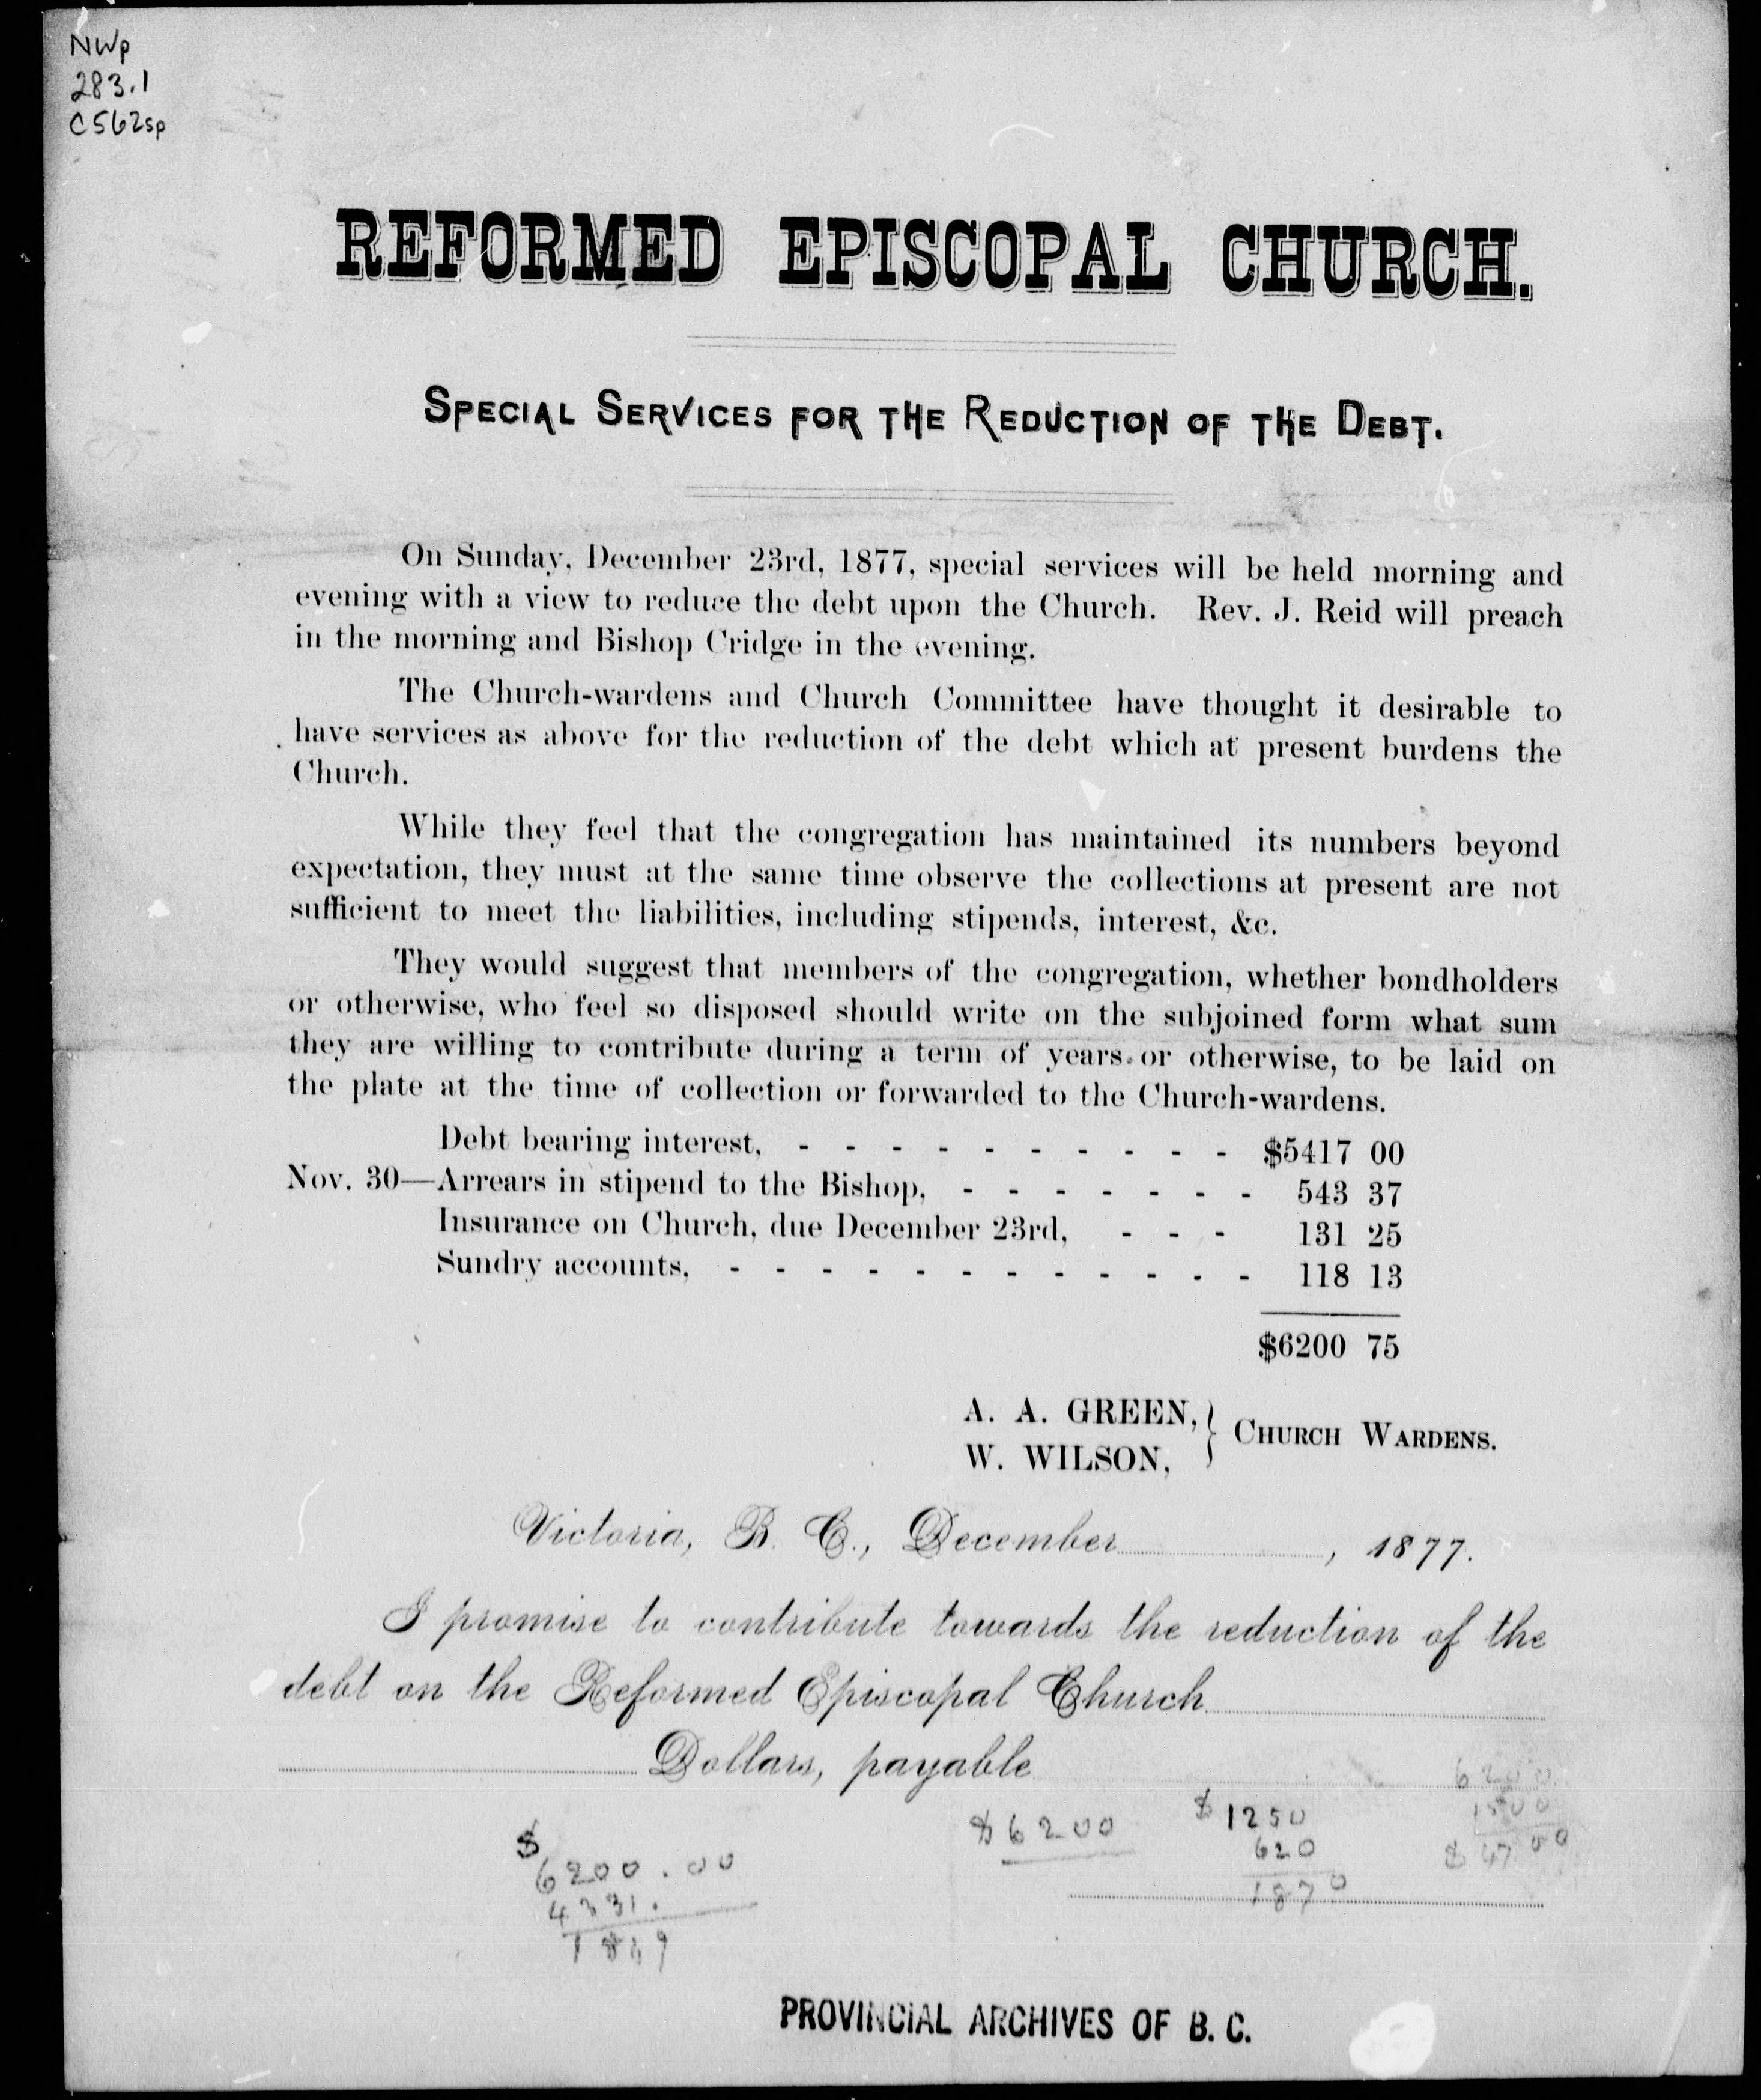 NWp
283.1
C562sp
REFORMED EPISCOPAL CHURCH.
SPECIAL SERVICES FOR THE REDUCTION OF THE DEBT.
On Sunday, December 23rd, 1877, special services will be held morning and
evening with a view to reduce the debt upon the Church. Rev. J. Reid will preach
in the morning and Bishop Cridge in the evening.
The Church-wardens and Church Committee have thought it desirable to
have services as above for the reduction of the debt which at present burdens the
Church.
While they feel that the congregation has maintained its numbers beyond
expectation, they must at the same time observe the collections at present are not
sufficient to meet the liabilities, including stipends, interest, &c.
They would suggest that members of the congregation, whether bondholders
or otherwise, who feel so disposed should write on the subjoined form what sum
they are willing to contribute during a term of years or otherwise, to be laid on
the plate at the time of collection or forwarded to the Church-wardens.
Debt bearing interest, - - - - - - - - - - $5417 00
Nov. 30—Arrears in stipend to the Bishop, - - - - - - - 543 37
Insurance on Church, due December 23rd, - - - 131 25
Sundry accounts, - - - - - - - - - - - - 118 13
$6200 75
A. A. GREEN,
W. WILSON, } CHURCH WARDENS.
Victoria, B. C., December , 1877.
I promise to contribute towards the reduction of the
debt on the Reformed Episcopal Church
Dollars, payable
$
6200.00
4331.
$6200
$1250
620
1870
6200
1500
$4700
PROVINCIAL ARCHIVES OF B. C.